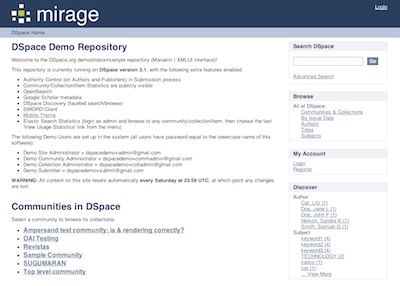 mirage
Login
DSpace Home
DSpace Demo Repository
Welcome to the DSpace.org demonstration/sample repository (Manakin / XMLUI interface)!
This repository is currently running on DSpace version 3.1, with the following extra features enabled:
Authority Control (on Authors and Publishers) in Submission process
Community/Collection/Item Statistics are publicly visible
OpenSearch
Google Scholar metadata
DSpace Discovery (faceted search/browse)
SWORD Client
Mobile Theme
Elastic Search Statistics (login as admin and browse to any community/collection/item, then choose the last
'View Usage Statistics' link from the menu)
The following Demo Users are set up in the system (all users have password equal to the lowercase name of this
software):
Demo Site Administrator = dspacedemo+admin@gmail.com
Demo Community Administrator = dspacedemo+commadmin@gmail.com
Demo Collection Administrator = dspacedemo+colladmin@gmail.com
Demo Submitter = dspacedemo+submit@gmail.com
WARNING: All content on this site resets automatically every Saturday at 23:59 UTC, at which point any changes
are lost.
Communities in DSpace
Select a community to browse its collections.
Ampersand test community: is & rendering correctly?
OAI Testing
Revistas
Sample Community
SUGUMARAN
Top level community
Search DSpace
Go
Advanced Search
Browse
All of DSpace
Communities & Collections
By Issue Date
Authors
Titles
Subjects
My Account
Login
Register
Discover
Author
Cat, Lily (1)
Doe, Jane L (1)
Doe, John F (1)
Nelson, Sandra K (1)
Smith, Samuel G (1)
Subject
keyword1 (4)
keyword2 (4)
keyword3 (4)
TECHNOLOGY (2)
calico (1)
cat (1)
... View More